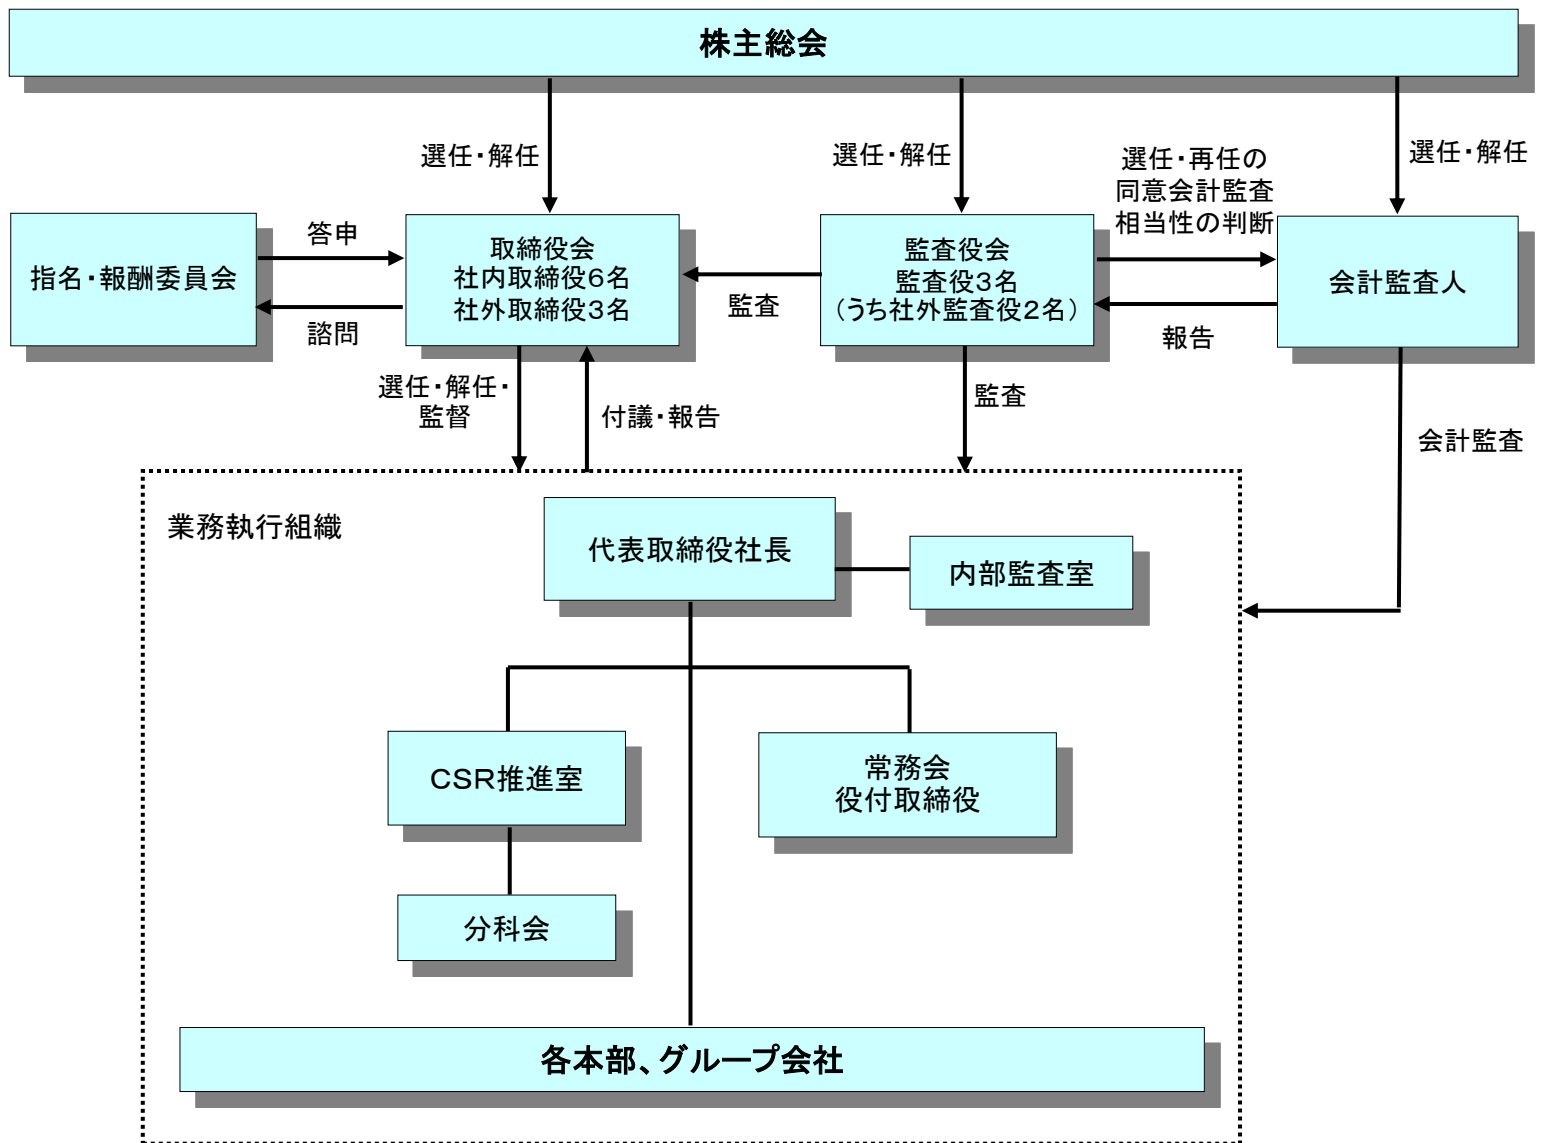 株主総会
選任・解任
選任・解任
選任・再任の
同意会計監査
相当性の判断
選任・解任
指名・報酬委員会
答申
諮問
取締役会
社内取締役6名
社外取締役3名
監査
監査役会
監査役3名
(うち社外監査役2名)
報告
会計監査人
選任・解任・
監督
付議・報告
監査
会計監査
業務執行組織
代表取締役社長
内部監査室
CSR推進室
常務会
役付取締役
分科会
各本部、グループ会社